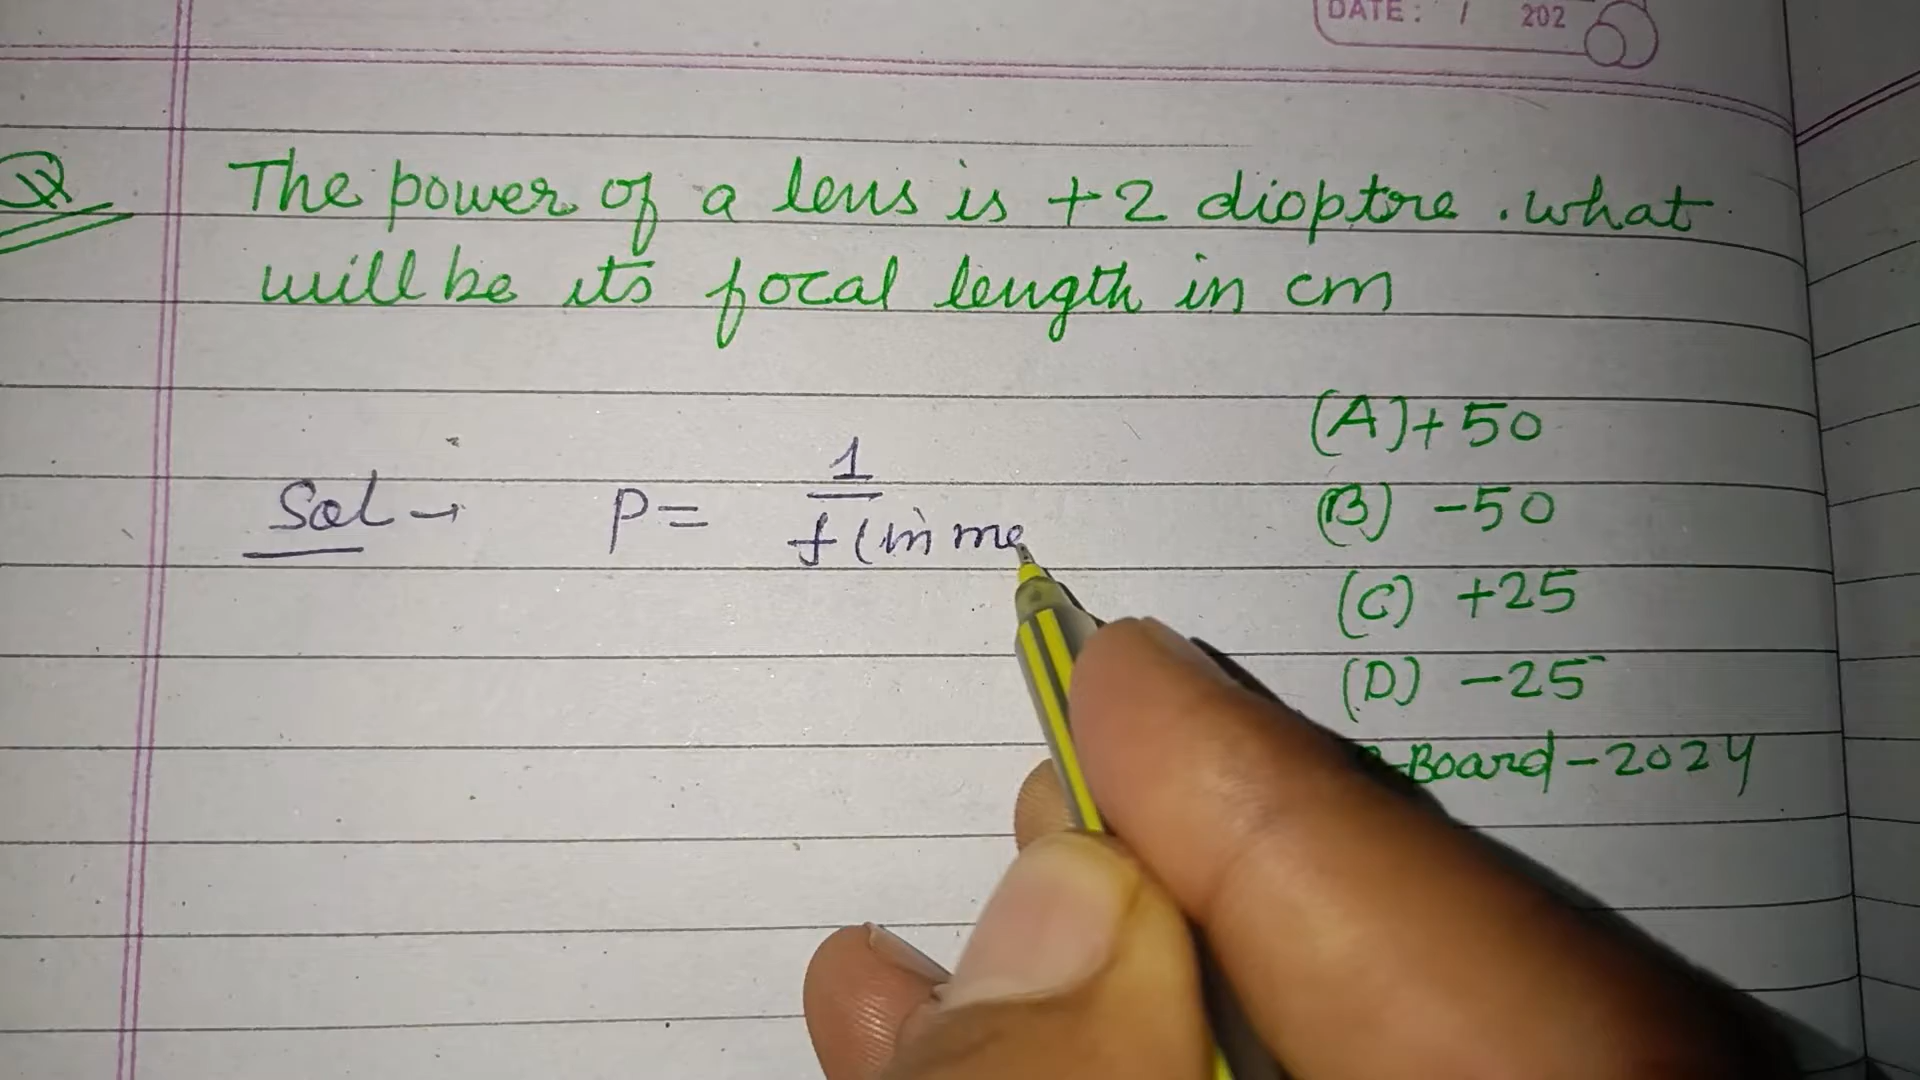 DATE: / 202
Q The power of a lens is +2 dioptre. what
will be its focal length in cm
(A) +50
Sol → P = 1
f (in me
(B) -50
(C) +25
(D) -25
Board-2024